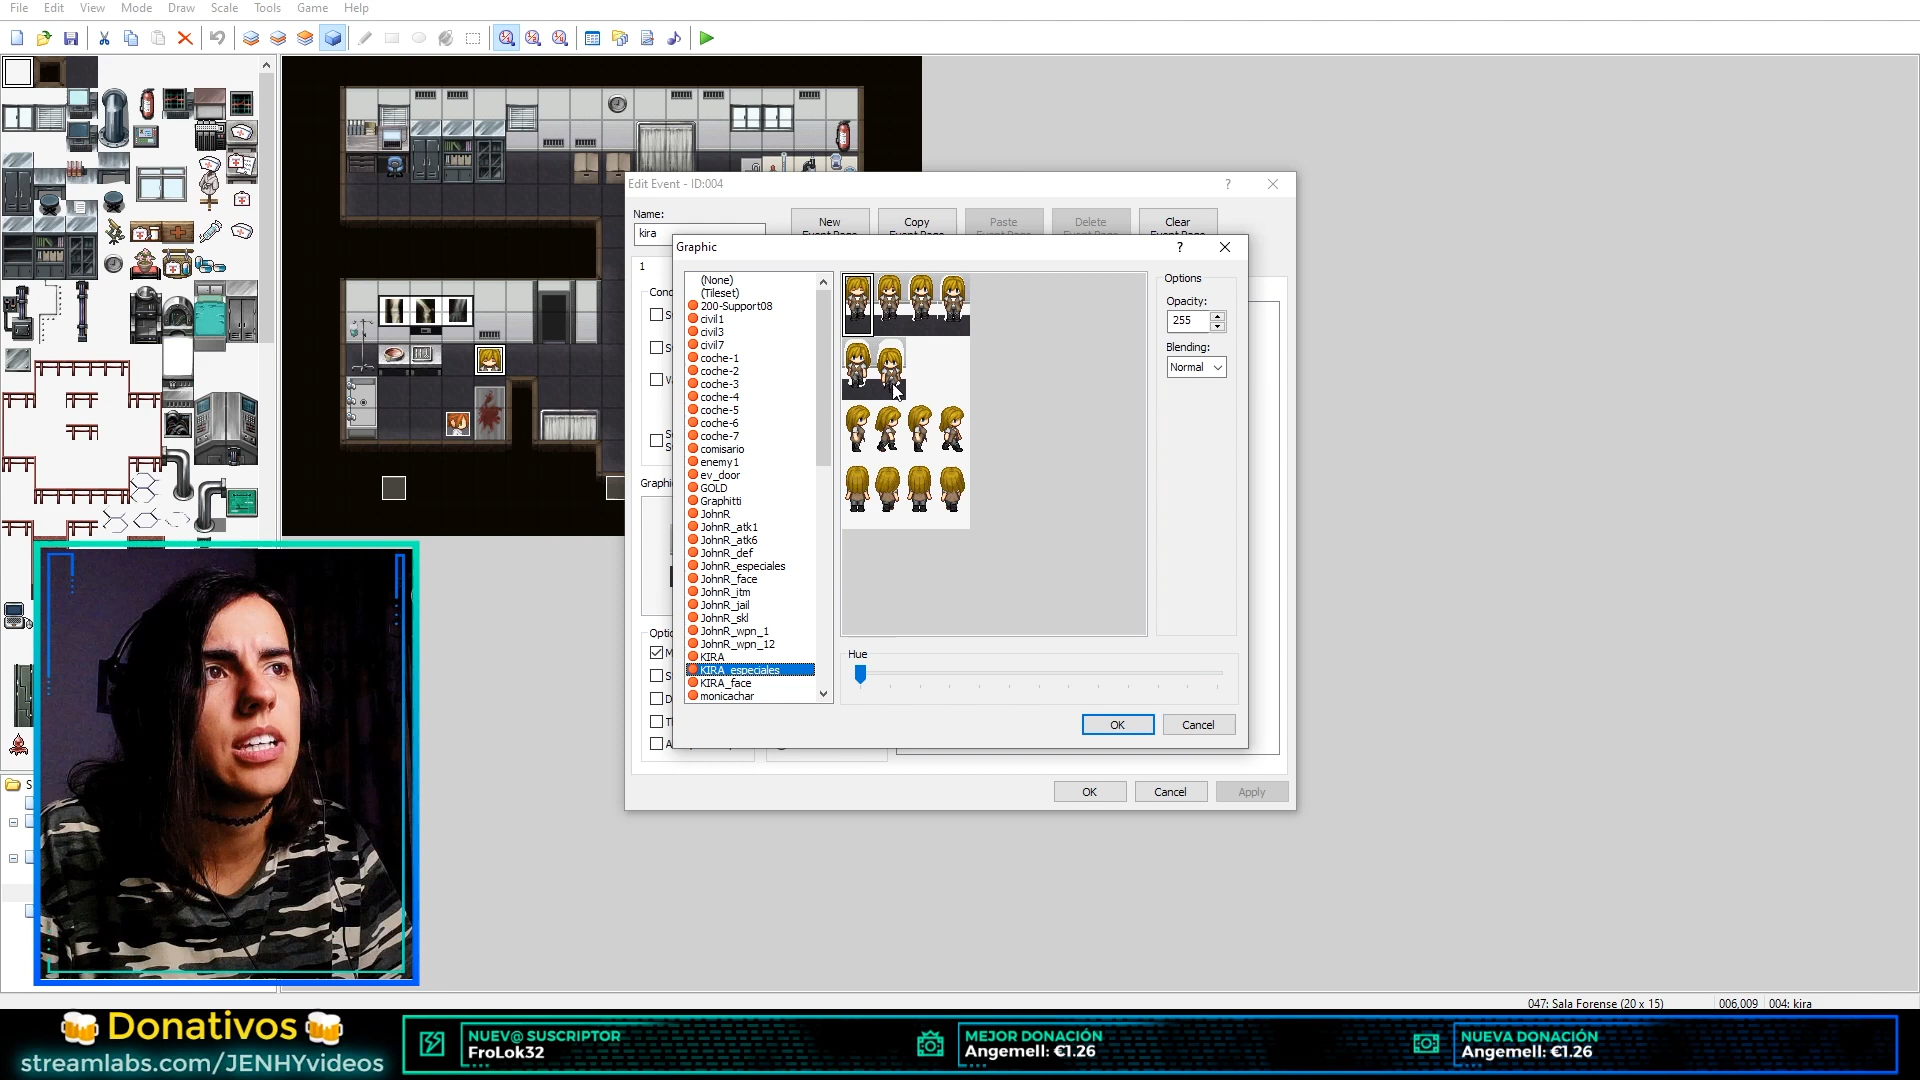 File Edit View Mode Draw Scale Tools Game Help
Edit Event - ID:004
Name:
kira
New
Copy
Paste
Delete
Clear
Graphic
1
(None)
(Tileset)
200-Support08
civil1
civil3
civil7
coche-1
coche-2
coche-3
coche-4
coche-5
coche-6
coche-7
comisario
enemy1
ev_door
GOLD
Graphitti
JohnR
JohnR_atk1
JohnR_atk6
JohnR_def
JohnR_especiales
JohnR_face
JohnR_itm
JohnR_jail
JohnR_skl
JohnR_wpn_1
JohnR_wpn_12
KIRA
KIRA_especiales
KIRA_face
monicachar
Options
Opacity:
255
Blending:
Normal
Hue
OK
Cancel
OK
Cancel
Apply
047: Sala Forense (20 x 15)
006,009
004: kira
Donativos
streamlabs.com/JENHYvideos
NUEV@ SUSCRIPTOR
FroLok32
MEJOR DONACIÓN
Angemell: €1.26
NUEVA DONACIÓN
Angemell: €1.26